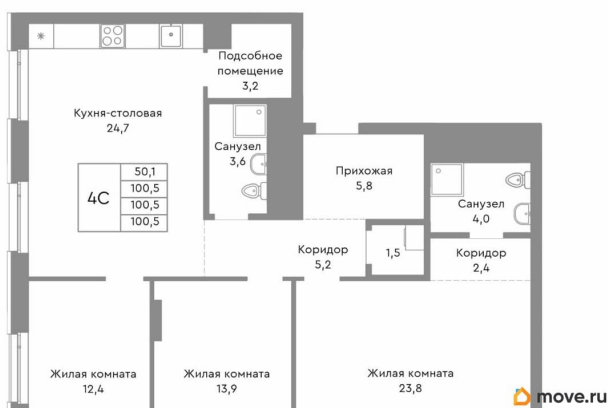 Подсобное
помещение
3,2
Кухня-столовая
24,7
Санузел
3,6
4С
50,1
100,5
100,5
100,5
Прихожая
5,8
Санузел
4,0
Коридор
5,2
1,5
Коридор
2,4
Жилая комната
12,4
Жилая комната
13,9
Жилая комната
23,8
move.ru